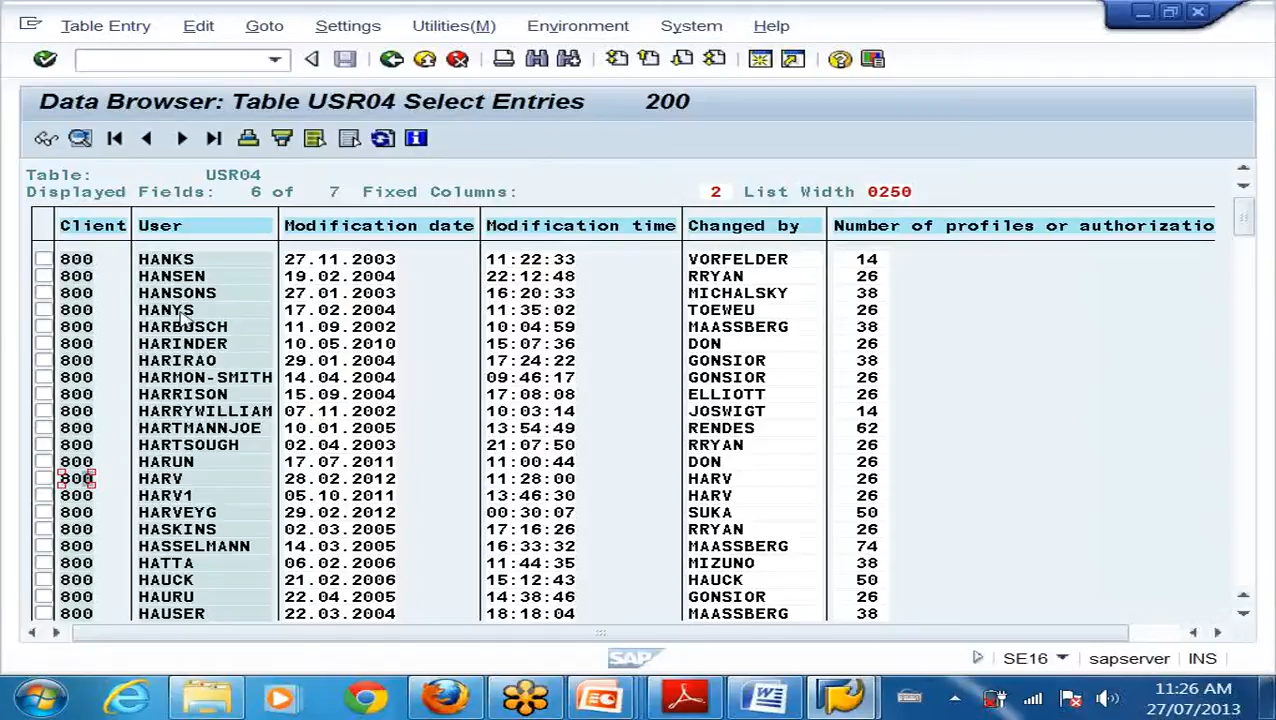 Table Entry Edit Goto Settings Utilities(M) Environment System Help
Data Browser: Table USR04 Select Entries 200
Table: USR04
Displayed Fields: 6 of 7 Fixed Columns: 2 List Width 0250
Client User Modification date Modification time Changed by Number of profiles or authorizatio
800 HANKS 27.11.2003 11:22:33 VORFELDER 14
800 HANSEN 19.02.2004 22:12:48 RRYAN 26
800 HANSONS 27.01.2003 16:20:33 MICHALSKY 38
800 HANYS 17.02.2004 11:35:02 TOEWEU 26
800 HARBUSCH 11.09.2002 10:04:59 MAASSBERG 38
800 HARINDER 10.05.2010 15:07:36 DON 26
800 HARIRAO 29.01.2004 17:24:22 GONSIOR 38
800 HARMON-SMITH 14.04.2004 09:46:17 GONSIOR 26
800 HARRISON 15.09.2004 17:08:08 ELLIOTT 26
800 HARRYWILLIAM 07.11.2002 10:03:14 JOSWIGT 14
800 HARTMANNJOE 10.01.2005 13:54:49 RENDES 62
800 HARTSOUGH 02.04.2003 21:07:50 RRYAN 26
800 HARUN 17.07.2011 11:00:44 DON 26
800 HARV 28.02.2012 11:28:00 HARV 26
800 HARV1 05.10.2011 13:46:30 HARV 26
800 HARVEYG 29.02.2012 00:30:07 SUKA 50
800 HASKINS 02.03.2005 17:16:26 RRYAN 26
800 HASSELMANN 14.03.2005 16:33:32 MAASSBERG 74
800 HATTA 06.02.2006 11:44:35 MIZUNO 38
800 HAUCK 21.02.2006 15:12:43 HAUCK 50
800 HAURU 22.04.2005 14:38:46 GONSIOR 26
800 HAUSER 22.03.2004 18:18:04 MAASSBERG 38
SAP SE16 sapserver INS
11:26 AM
27/07/2013